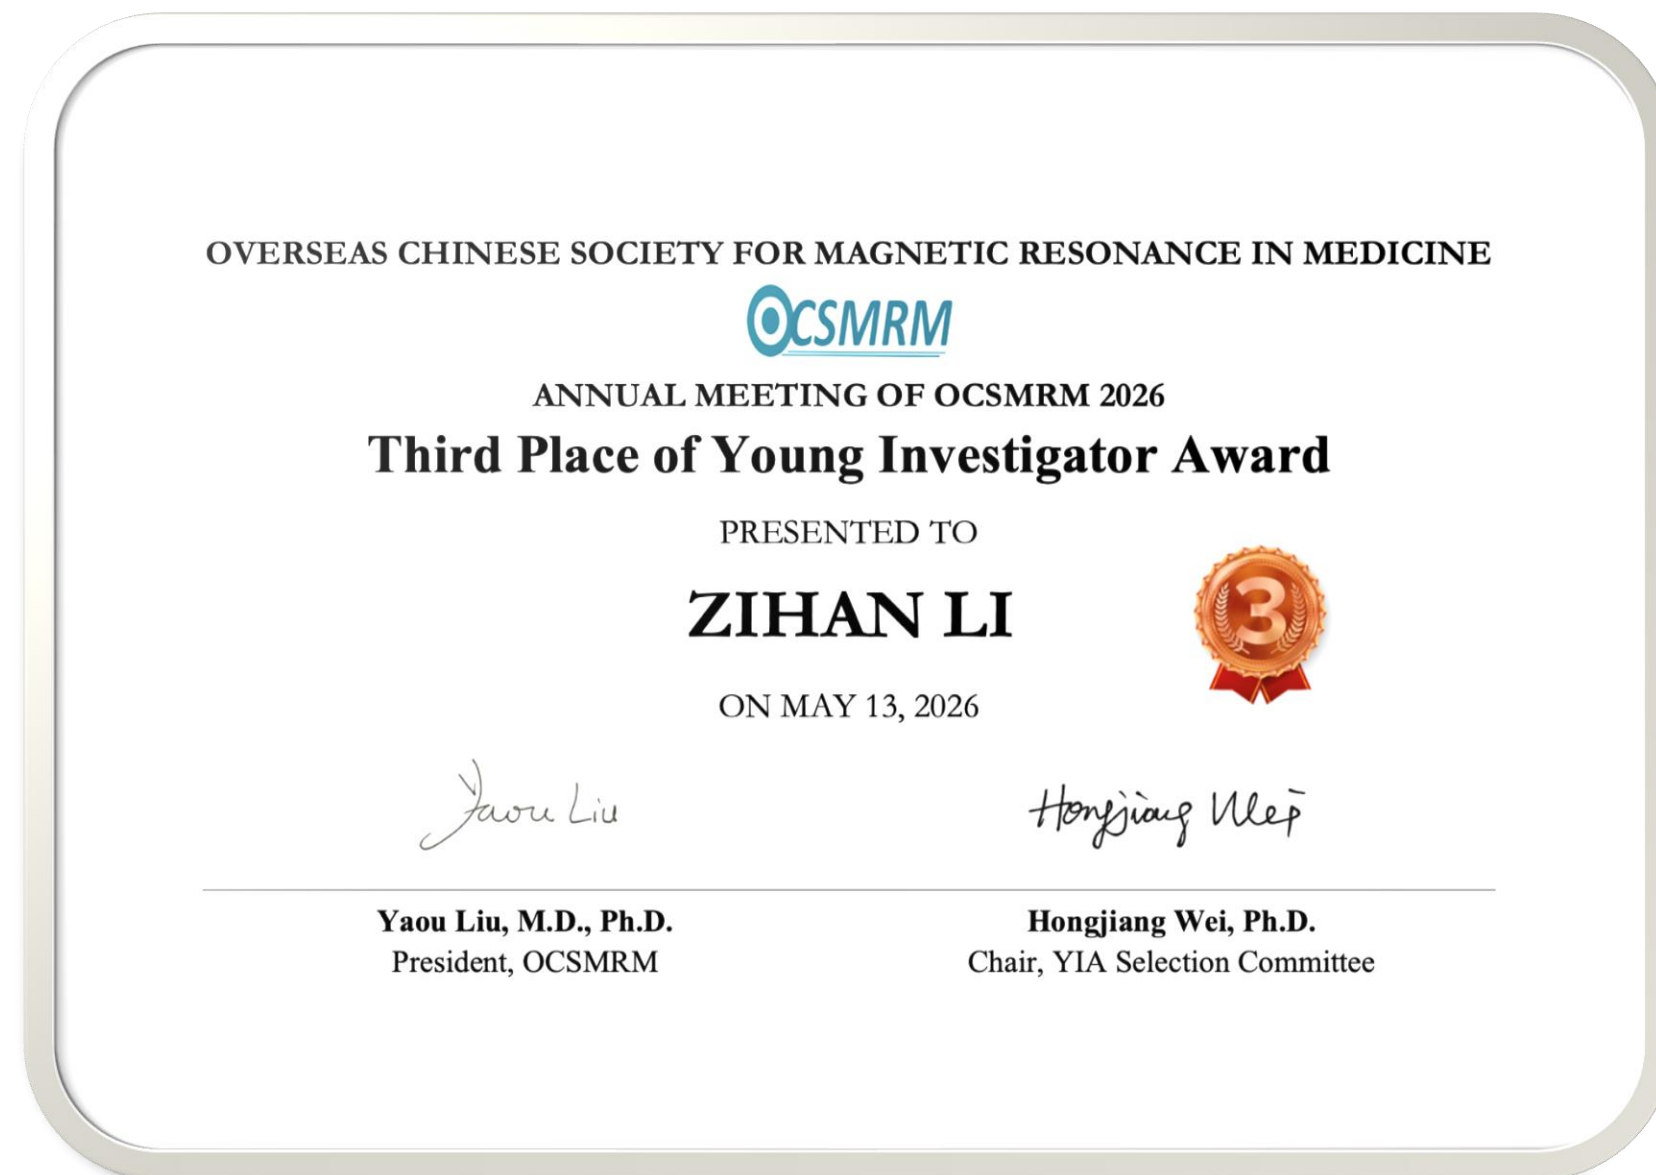 OVERSEAS CHINESE SOCIETY FOR MAGNETIC RESONANCE IN MEDICINE
OCSMRM
ANNUAL MEETING OF OCSMRM 2026
Third Place of Young Investigator Award
PRESENTED TO
ZIHAN LI
3
ON MAY 13, 2026
Yaou Liu
Hongjiang Wei
Yaou Liu, M.D., Ph.D.
President, OCSMRM
Hongjiang Wei, Ph.D.
Chair, YIA Selection Committee